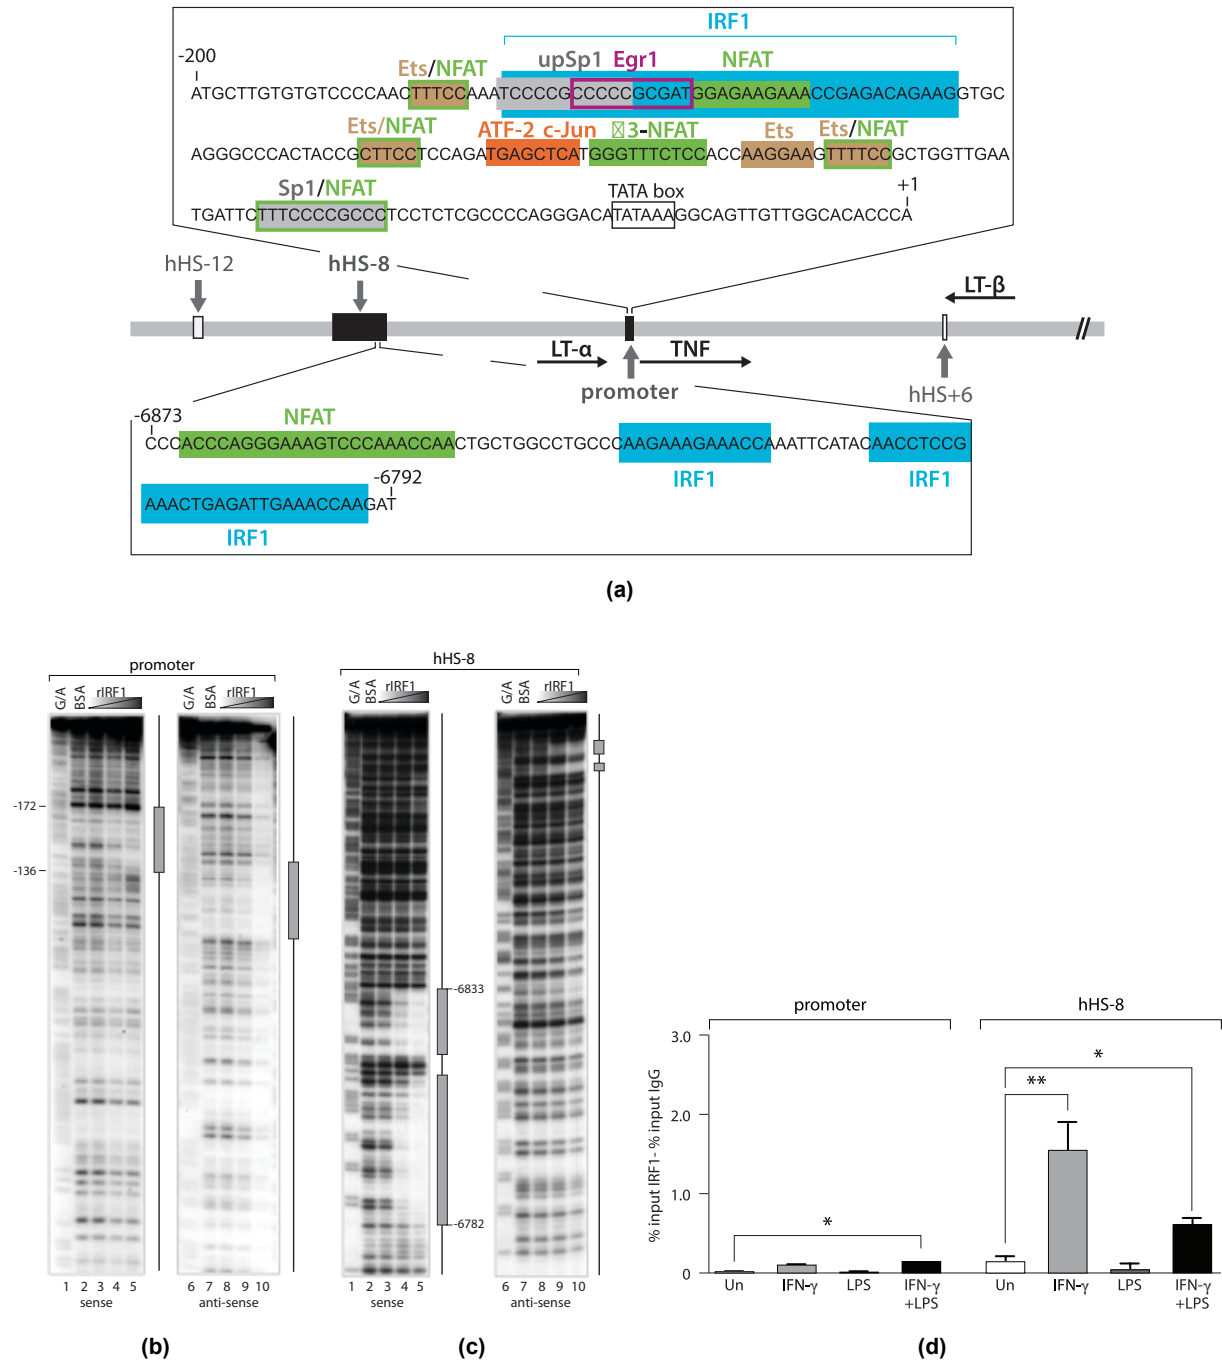 IRF1
-200
upSp1 Egr1 NFAT
Ets/NFAT
ATGCTTGTGTGTCCCCAACTTTCCAAATCCCCGCCCCCGCGATGGAGAAGAAACCGAGACAGAAGGTGC
Ets/NFAT ATF-2 c-Jun 3-NFAT Ets Ets/NFAT
AGGGCCCACTACCGCTTCCTCCAGATGAGCTCATGGGTTTCTCCACCAAGGAAGTTTTCCGCTGGTTGAA
Sp1/NFAT TATA box +1
TGATTCTTTCCCCGCCCTCCTCTCGCCCCAGGGACATATAAAGGCAGTTGTTGGCACACCCA
hHS-12 hHS-8
LT-β
LT-α TNF
promoter hHS+6
-6873
NFAT
CCCACCCAGGGAAAGTCCCAAACCAACTGCTGGCCTGCCCAAGAAAGAAACCAAATTCATACAACCTCCG
IRF1 IRF1
-6792
AAACTGAGATTGAAACCAAGAT
IRF1
(a)
promoter
G/A BSA rIRF1 G/A BSA rIRF1
-172
-136
1 2 3 4 5 6 7 8 9 10
sense anti-sense
(b)
hHS-8
G/A BSA rIRF1 G/A BSA rIRF1
-6833
-6782
1 2 3 4 5 6 7 8 9 10
sense anti-sense
(c)
promoter hHS-8
% input IRF1- % input IgG
3.0
2.0
1.0
0
* ** *
Un IFN-γ LPS IFN-γ +LPS Un IFN-γ LPS IFN-γ +LPS
(d)